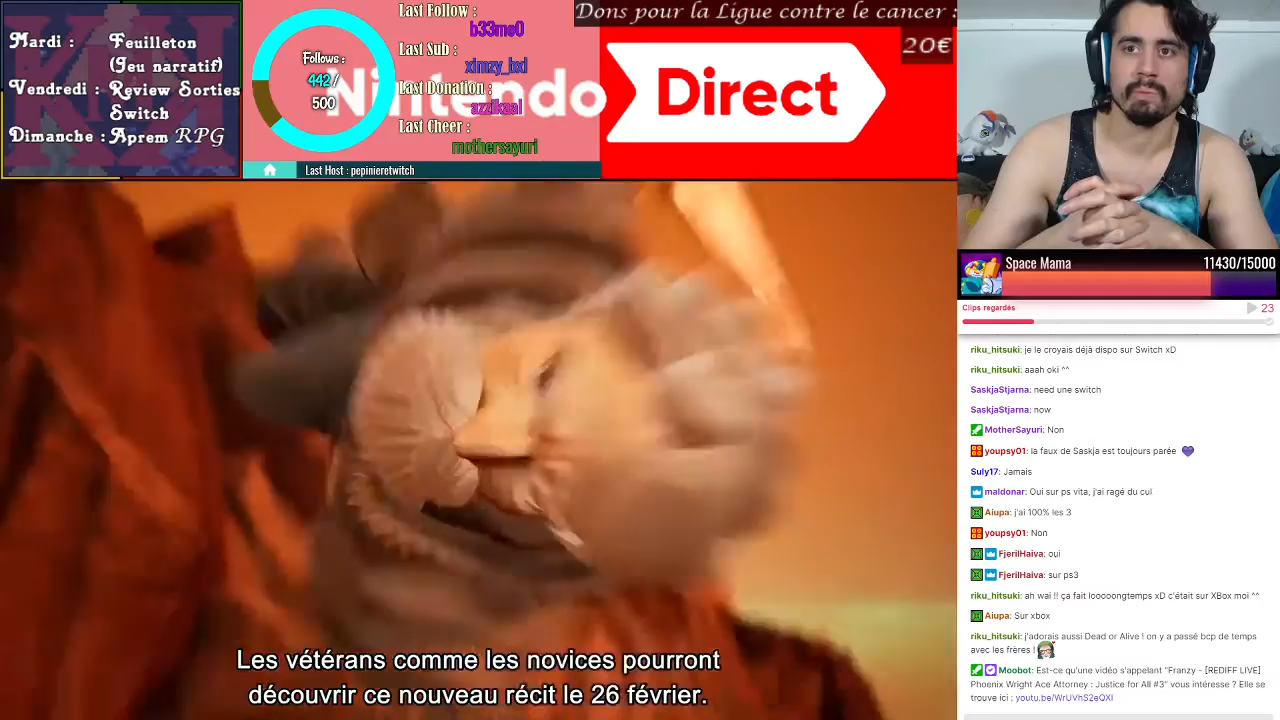 Mardi : Feuilleton
(Jeu narratif)
Vendredi : Review Sorties
Switch
Dimanche : Aprem RPG
Follows :
442 /
500
Last Follow :
b33mo0
Last Sub :
xlmzy_bxl
Last Donation :
azzikaal
Last Cheer :
mothersayuri
Last Host : pepinieretwitch
Nintendo Direct
Dons pour la Ligue contre le cancer :
20€
Space Mama 11430/15000
Clips regardés 23
riku_hitsuki: je le croyais déjà dispo sur Switch xD
riku_hitsuki: aaah oki ^^
SaskjaStjarna: need une switch
SaskjaStjarna: now
MotherSayuri: Non
youpsy01: la faux de Saskja est toujours parée
Suly17: Jamais
maldonar: Oui sur ps vita, j'ai ragé du cul
Aiupa: j'ai 100% les 3
youpsy01: Non
FjerilHaiva: oui
FjerilHaiva: sur ps3
riku_hitsuki: ah wai !! ça fait looooongtemps xD c'était sur XBox moi ^^
Aiupa: Sur xbox
riku_hitsuki: j'adorais aussi Dead or Alive ! on y a passé bcp de temps
avec les frères !
Moobot: Est-ce qu'une vidéo s'appelant "Franzy - [REDIFF LIVE]
Phoenix Wright Ace Attorney : Justice for All #3" vous intéresse ? Elle se
trouve ici : youtu.be/WrUVhS2eQXI
Les vétérans comme les novices pourront
découvrir ce nouveau récit le 26 février.